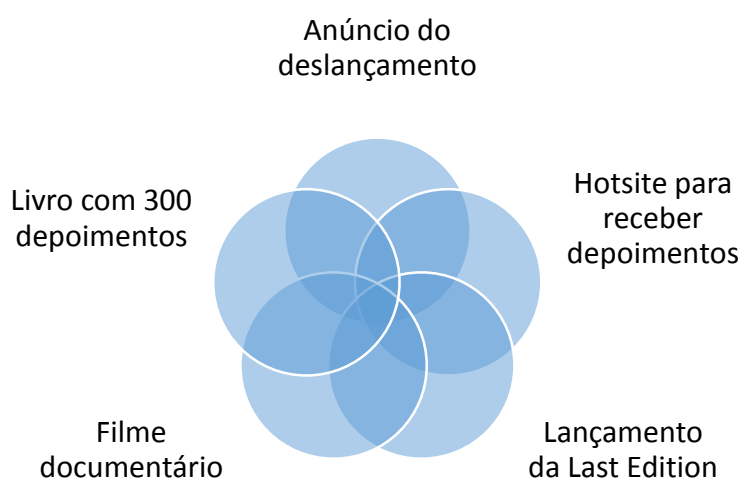 Anúncio do
deslançamento
Hotsite para
receber
depoimentos
Lançamento
da Last Edition
Filme
documentário
Livro com 300
depoimentos